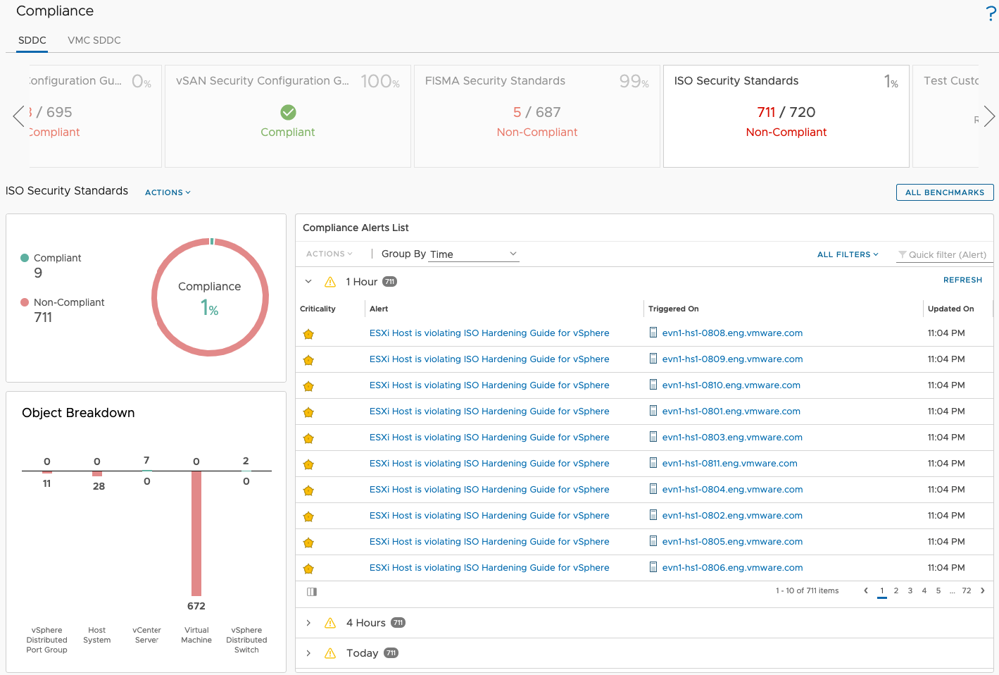 Compliance
?
SDDC VMC SDDC
onfiguration Gu... 0%
/ 695
Compliant
vSAN Security Configuration G... 100%
Compliant
FISMA Security Standards 99%
5 / 687
Non-Compliant
ISO Security Standards 1%
711 / 720
Non-Compliant
Test Custo
R
ISO Security Standards ACTIONS
ALL BENCHMARKS
Compliant
9
Non-Compliant
711
Compliance
1%
Object Breakdown
0 0 7 0 2
11 28 0 672 0
vSphere Distributed Port Group
Host System
vCenter Server
Virtual Machine
vSphere Distributed Switch
Compliance Alerts List
ACTIONS | Group By Time ALL FILTERS Quick filter (Alert)
1 Hour 711 REFRESH
Criticality Alert Triggered On Updated On
ESXi Host is violating ISO Hardening Guide for vSphere evn1-hs1-0808.eng.vmware.com 11:04 PM
ESXi Host is violating ISO Hardening Guide for vSphere evn1-hs1-0809.eng.vmware.com 11:04 PM
ESXi Host is violating ISO Hardening Guide for vSphere evn1-hs1-0810.eng.vmware.com 11:04 PM
ESXi Host is violating ISO Hardening Guide for vSphere evn1-hs1-0801.eng.vmware.com 11:04 PM
ESXi Host is violating ISO Hardening Guide for vSphere evn1-hs1-0803.eng.vmware.com 11:04 PM
ESXi Host is violating ISO Hardening Guide for vSphere evn1-hs1-0811.eng.vmware.com 11:04 PM
ESXi Host is violating ISO Hardening Guide for vSphere evn1-hs1-0804.eng.vmware.com 11:04 PM
ESXi Host is violating ISO Hardening Guide for vSphere evn1-hs1-0802.eng.vmware.com 11:04 PM
ESXi Host is violating ISO Hardening Guide for vSphere evn1-hs1-0805.eng.vmware.com 11:04 PM
ESXi Host is violating ISO Hardening Guide for vSphere evn1-hs1-0806.eng.vmware.com 11:04 PM
1 - 10 of 711 items 1 2 3 4 5 ... 72
4 Hours 711
Today 711